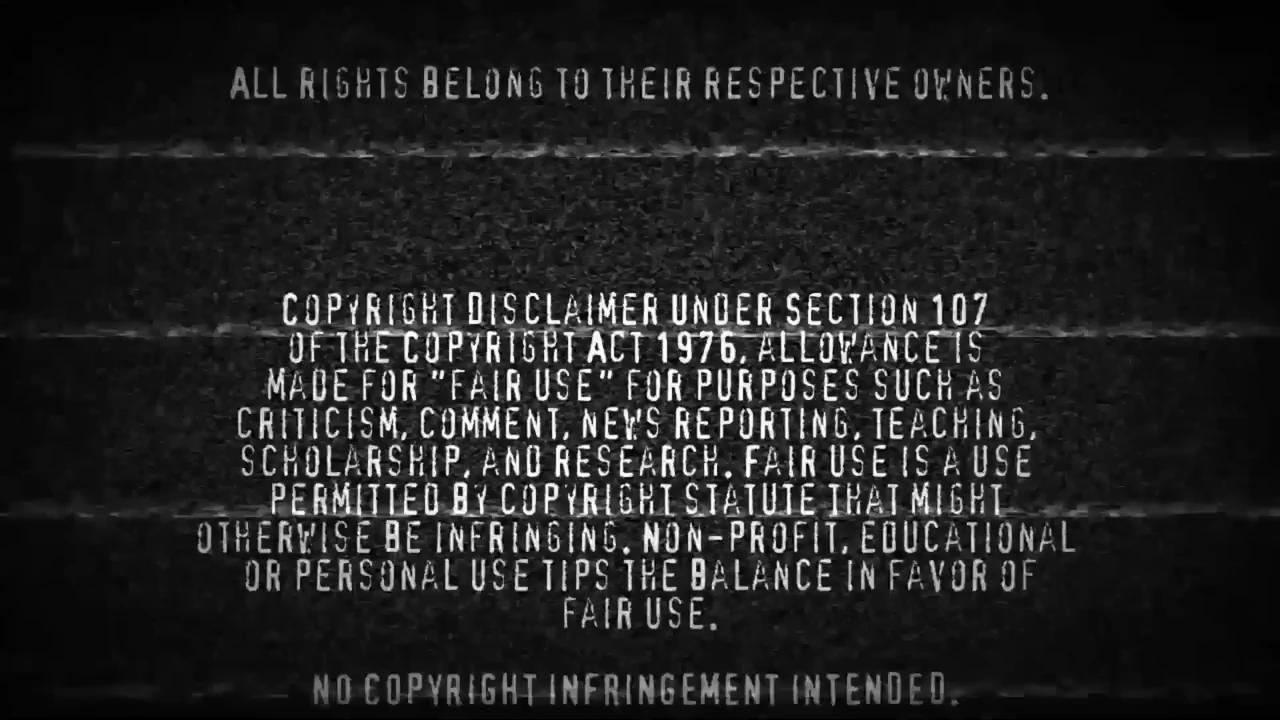 ALL RIGHTS BELONG TO THEIR RESPECTIVE OWNERS.
COPYRIGHT DISCLAIMER UNDER SECTION 107
OF THE COPYRIGHT ACT 1976, ALLOWANCE IS
MADE FOR "FAIR USE" FOR PURPOSES SUCH AS
CRITICISM, COMMENT, NEWS REPORTING, TEACHING,
SCHOLARSHIP, AND RESEARCH. FAIR USE IS A USE
PERMITTED BY COPYRIGHT STATUTE THAT MIGHT
OTHERWISE BE INFRINGING. NON-PROFIT, EDUCATIONAL
OR PERSONAL USE TIPS THE BALANCE IN FAVOR OF
FAIR USE.
NO COPYRIGHT INFRINGEMENT INTENDED.